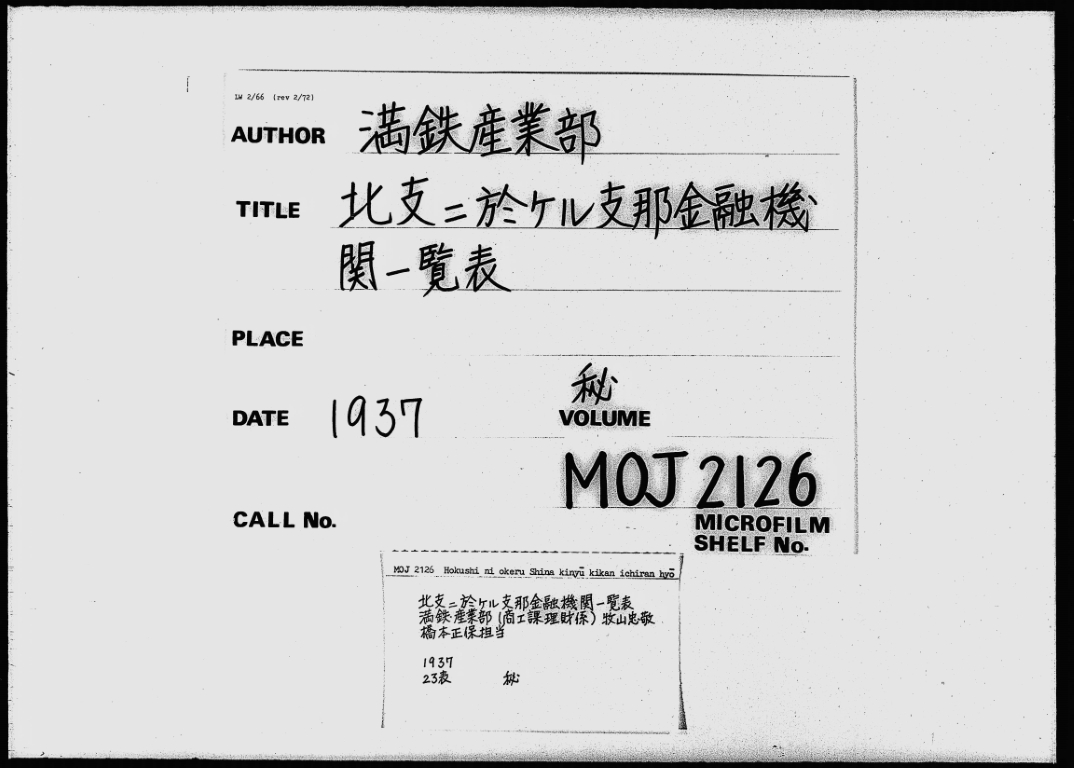 LW 2/66 (rev 2/72)
AUTHOR 満鉄産業部
TITLE 北支ニ於ケル支那金融機
関一覧表
PLACE
秘
DATE 1937 VOLUME
MOJ 2126
CALL No. MICROFILM
SHELF No.
MOJ 2126 Hokushi ni okeru Shina kinyū kikan ichiran hyō
北支ニ於ケル支那金融機関一覧表
満鉄産業部(商工課理財係) 牧山忠敬
橋本正保担当
1937
23表 秘